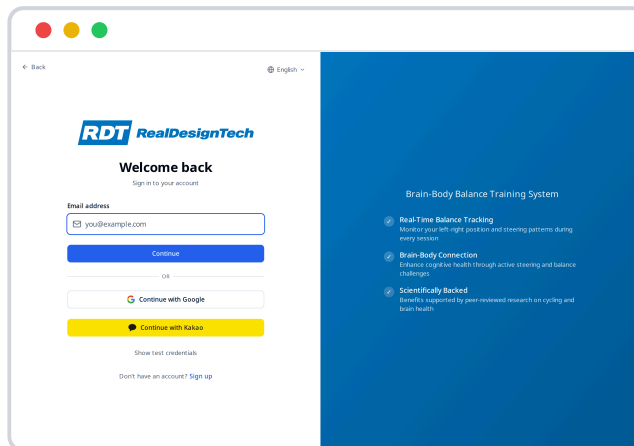 Back
English
RDT RealDesignTech
Welcome back
Sign in to your account
Email address
you@example.com
Continue
OR
Continue with Google
Continue with Kakao
Show test credentials
Don't have an account? Sign up
Brain-Body Balance Training System
✓ Real-Time Balance Tracking
Monitor your left-right position and steering patterns during
every session
✓ Brain-Body Connection
Enhance cognitive health through active steering and balance
challenges
✓ Scientifically Backed
Benefits supported by peer-reviewed research on cycling and
brain health